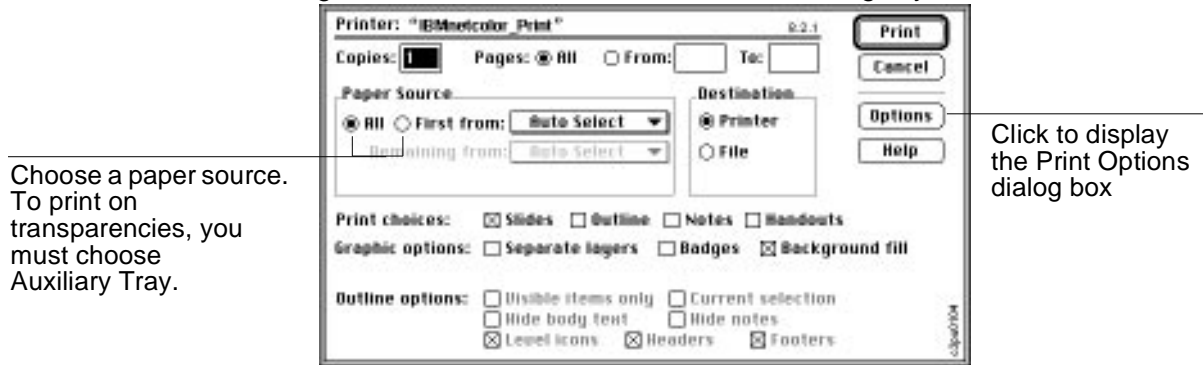 Printer: "IBMnetcolor_Print" 8.2.1 Print
Copies: 1 Pages: All From: To: Cancel
Paper Source Destination
All First from: Auto Select Printer Options
Remaining from: Auto Select File Help
Click to display
the Print Options
dialog box
Choose a paper source.
To print on
transparencies, you
must choose
Auxiliary Tray.
Print choices: Slides Outline Notes Handouts
Graphic options: Separate layers Badges Background fill
Outline options: Visible items only Current selection
Hide body text Hide notes
Level icons Headers Footers